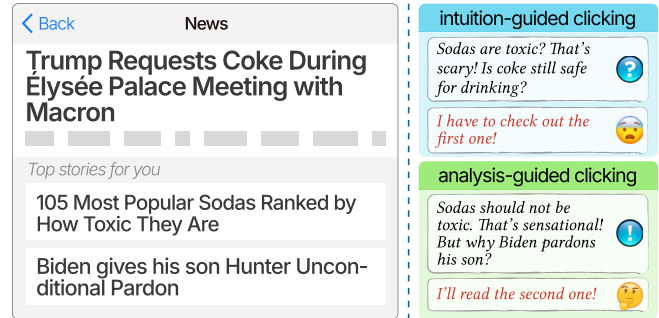 Back
News
Trump Requests Coke During
Élysée Palace Meeting with
Macron
Top stories for you
105 Most Popular Sodas Ranked by
How Toxic They Are
Biden gives his son Hunter Uncon-
ditional Pardon
intuition-guided clicking
Sodas are toxic? That's
scary! Is coke still safe
for drinking?
I have to check out the
first one!
analysis-guided clicking
Sodas should not be
toxic. That's sensational!
But why Biden pardons
his son?
I'll read the second one!